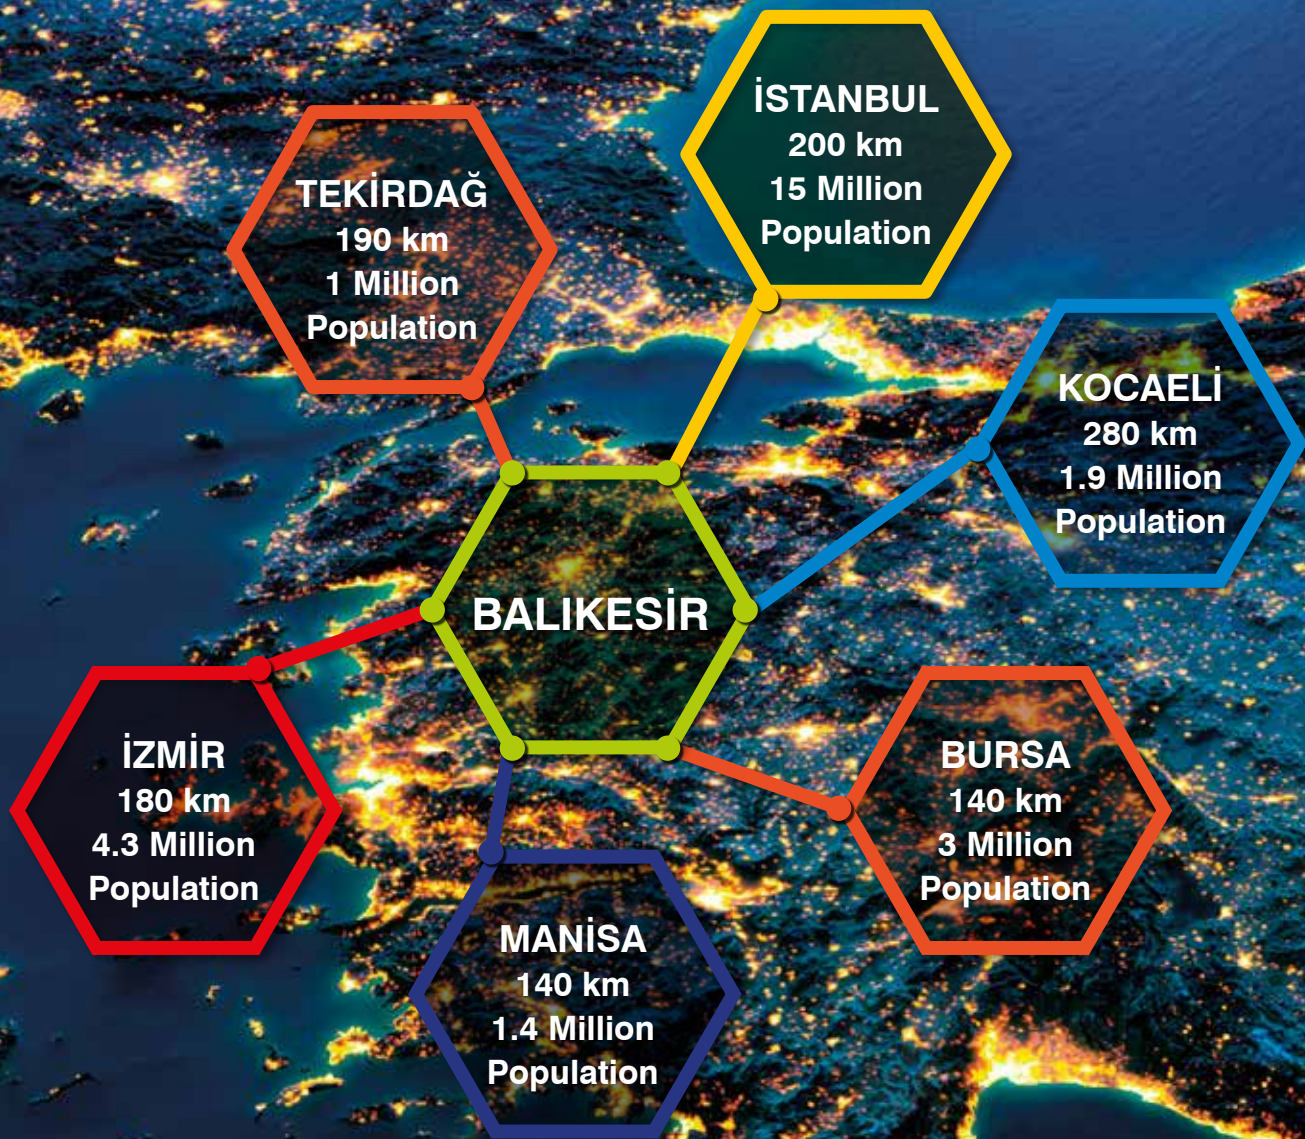 İSTANBUL
200 km
15 Million
Population
TEKİRDAĞ
190 km
1 Million
Population
KOCAELİ
280 km
1.9 Million
Population
BALIKESİR
İZMİR
180 km
4.3 Million
Population
BURSA
140 km
3 Million
Population
MANİSA
140 km
1.4 Million
Population